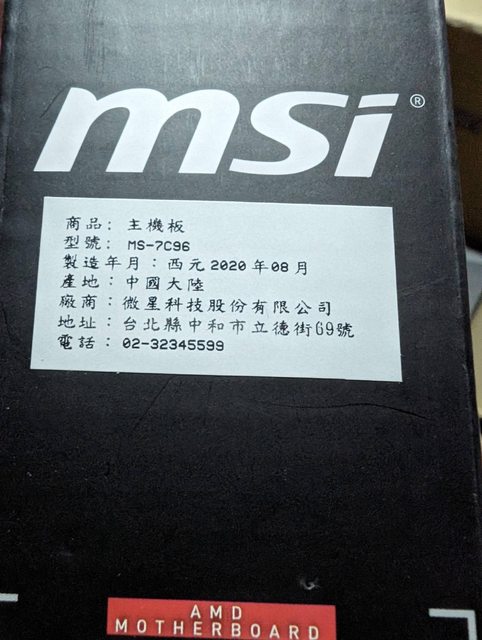 msi®
商品: 主機板
型號: MS-7C96
製造年月:西元2020年08月
產地:中國大陸
廠商:微星科技股份有限公司
地址:台北縣中和市立德街69號
電話:02-32345599
AMD
MOTHERBOARD